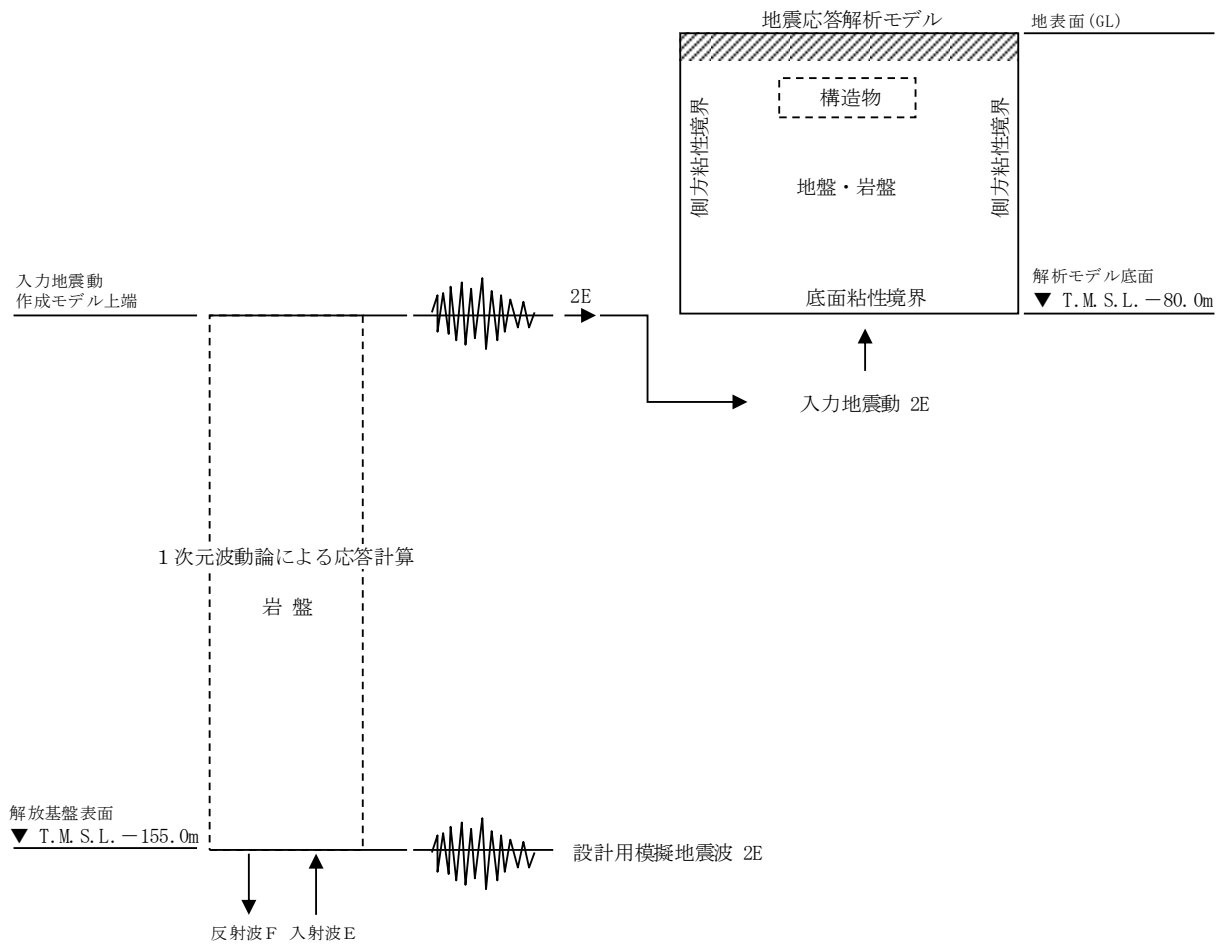 地震応答解析モデル
地表面(GL)
構造物
側方粘性境界
側方粘性境界
地盤・岩盤
入力地震動
作成モデル上端
2E
底面粘性境界
解析モデル底面
▼ T.M.S.L.－80.0m
入力地震動 2E
１次元波動論による応答計算
岩 盤
解放基盤表面
▼ T.M.S.L.－155.0m
設計用模擬地震波 2E
反射波Ｆ 入射波Ｅ